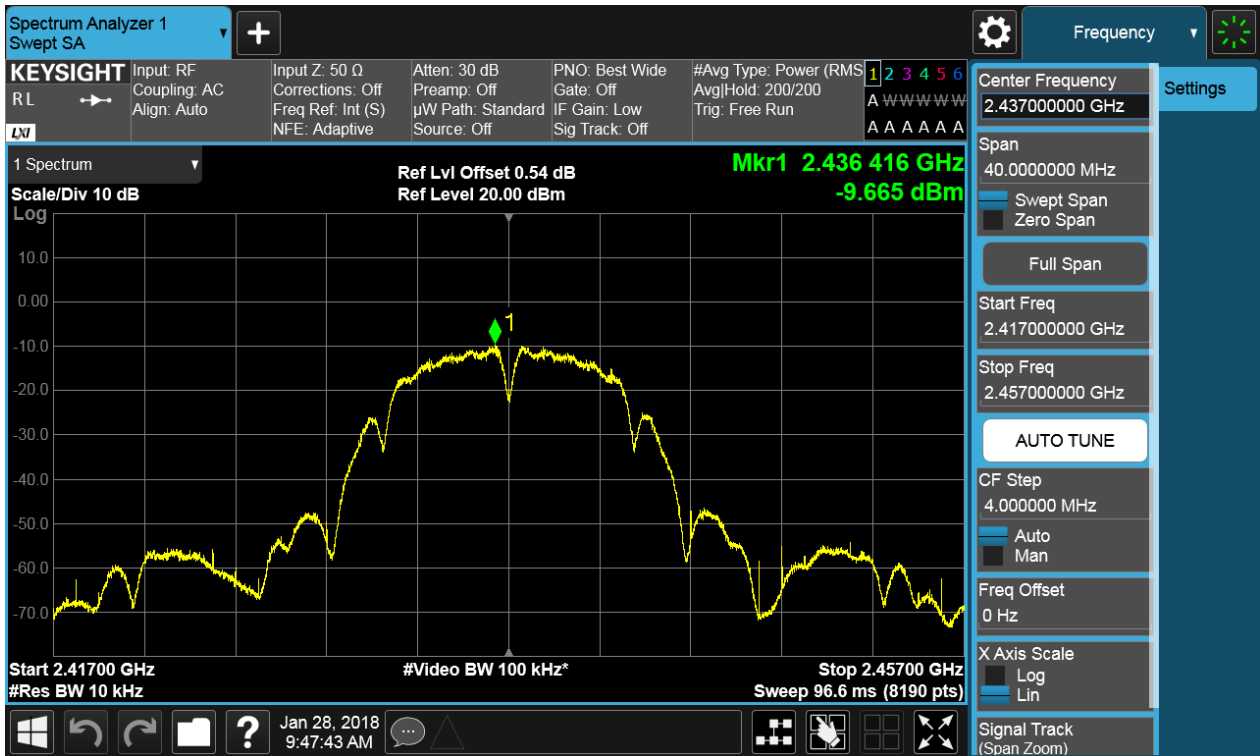 Spectrum Analyzer 1
Swept SA
+
Frequency
KEYSIGHT
R L
LXI
Input: RF
Coupling: AC
Align: Auto
Input Z: 50 Ω
Corrections: Off
Freq Ref: Int (S)
NFE: Adaptive
Atten: 30 dB
Preamp: Off
µW Path: Standard
Source: Off
PNO: Best Wide
Gate: Off
IF Gain: Low
Sig Track: Off
#Avg Type: Power (RMS
Avg|Hold: 200/200
Trig: Free Run
1 2 3 4 5 6
A W W W W W
A A A A A A
1 Spectrum
Scale/Div 10 dB
Log
Ref Lvl Offset 0.54 dB
Ref Level 20.00 dBm
Mkr1 2.436 416 GHz
-9.665 dBm
10.0
0.00
-10.0
-20.0
-30.0
-40.0
-50.0
-60.0
-70.0
1
Start 2.41700 GHz
#Res BW 10 kHz
#Video BW 100 kHz*
Stop 2.45700 GHz
Sweep 96.6 ms (8190 pts)
Center Frequency
2.437000000 GHz
Span
40.0000000 MHz
Swept Span
Zero Span
Full Span
Start Freq
2.417000000 GHz
Stop Freq
2.457000000 GHz
AUTO TUNE
CF Step
4.000000 MHz
Auto
Man
Freq Offset
0 Hz
X Axis Scale
Log
Lin
Signal Track
(Span Zoom)
Settings
?
Jan 28, 2018
9:47:43 AM